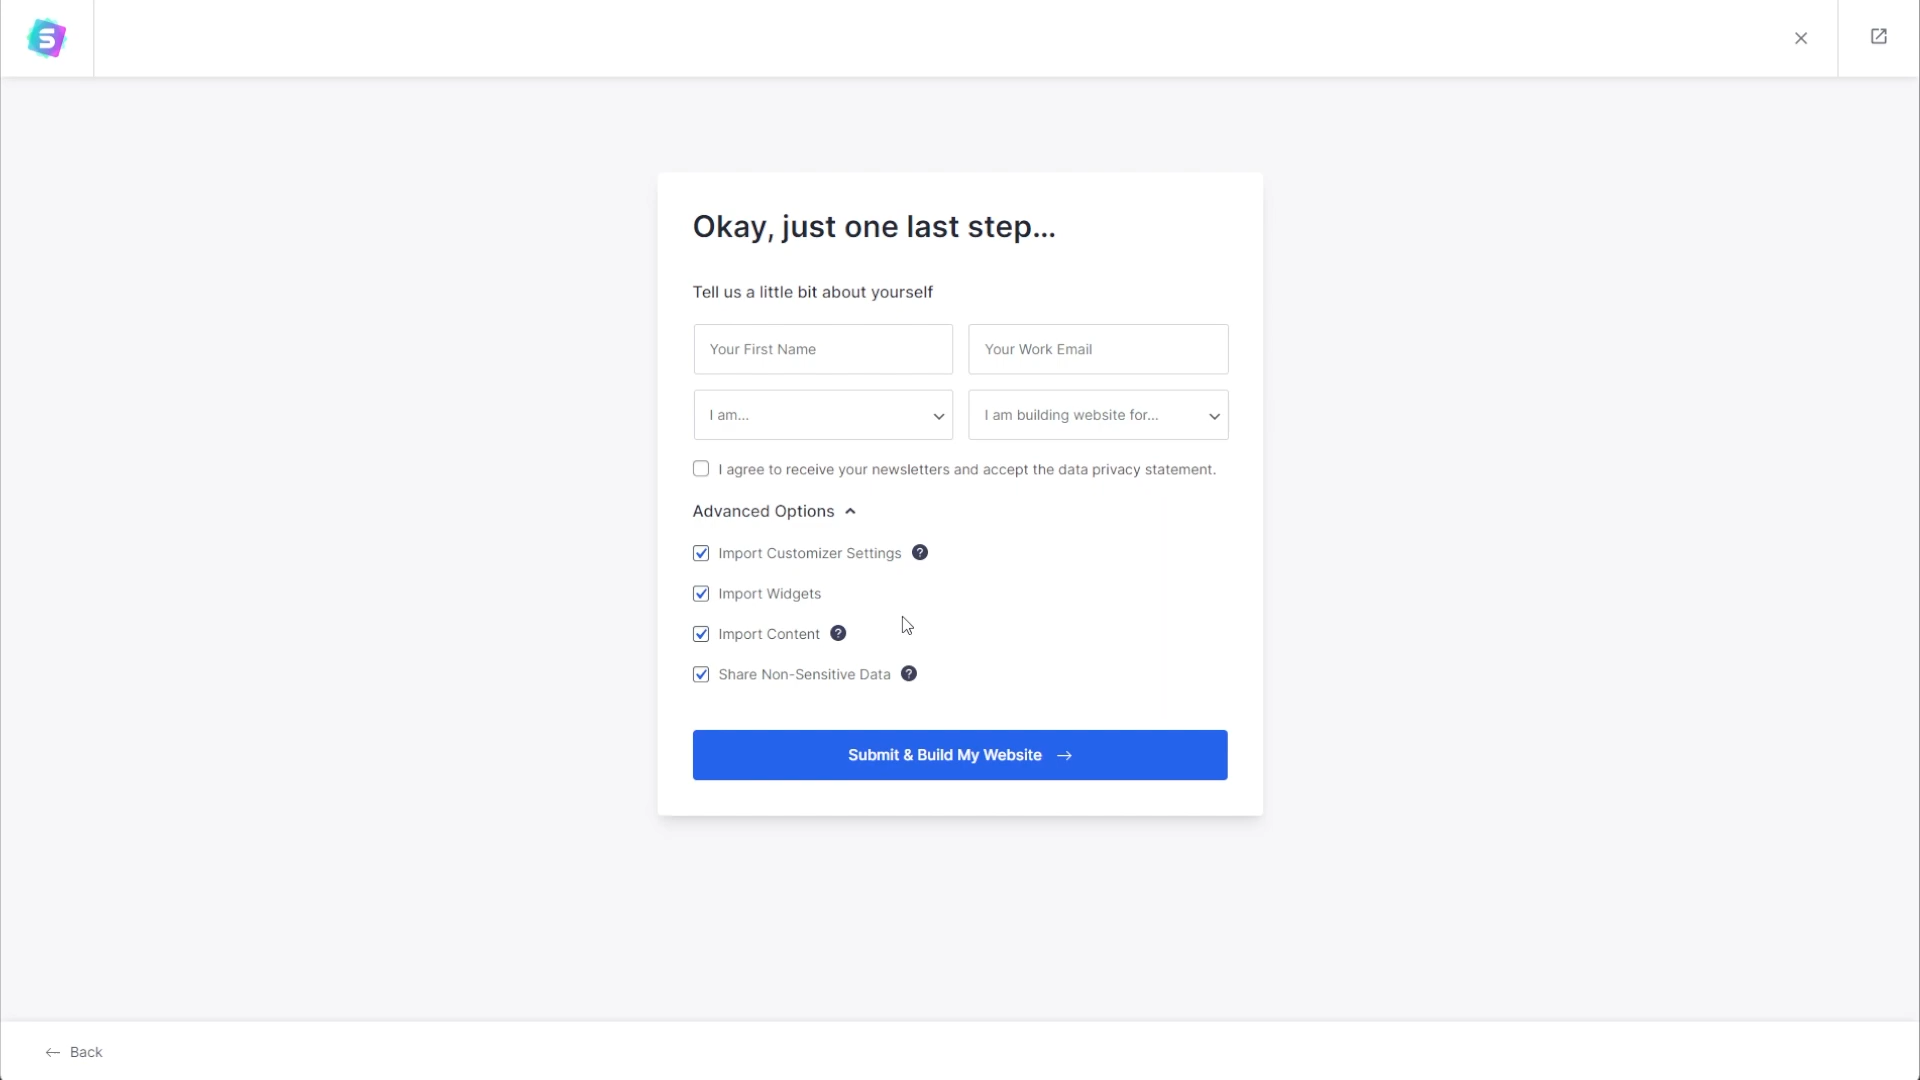 S
Okay, just one last step...
Tell us a little bit about yourself
Your First Name
Your Work Email
I am...
I am building website for...
I agree to receive your newsletters and accept the data privacy statement.
Advanced Options
Import Customizer Settings ?
Import Widgets
Import Content ?
Share Non-Sensitive Data ?
Submit & Build My Website →
← Back